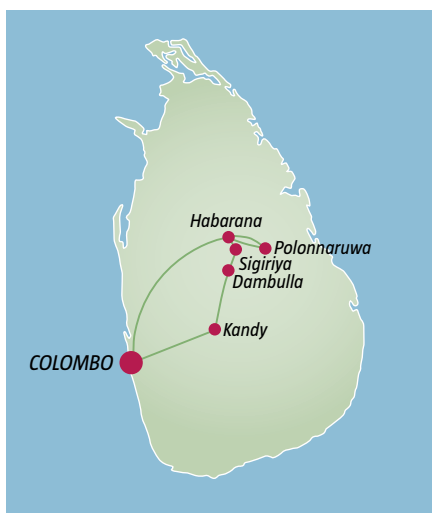 Habarana
Polonnaruwa
Sigiriya
Dambulla
Kandy
COLOMBO